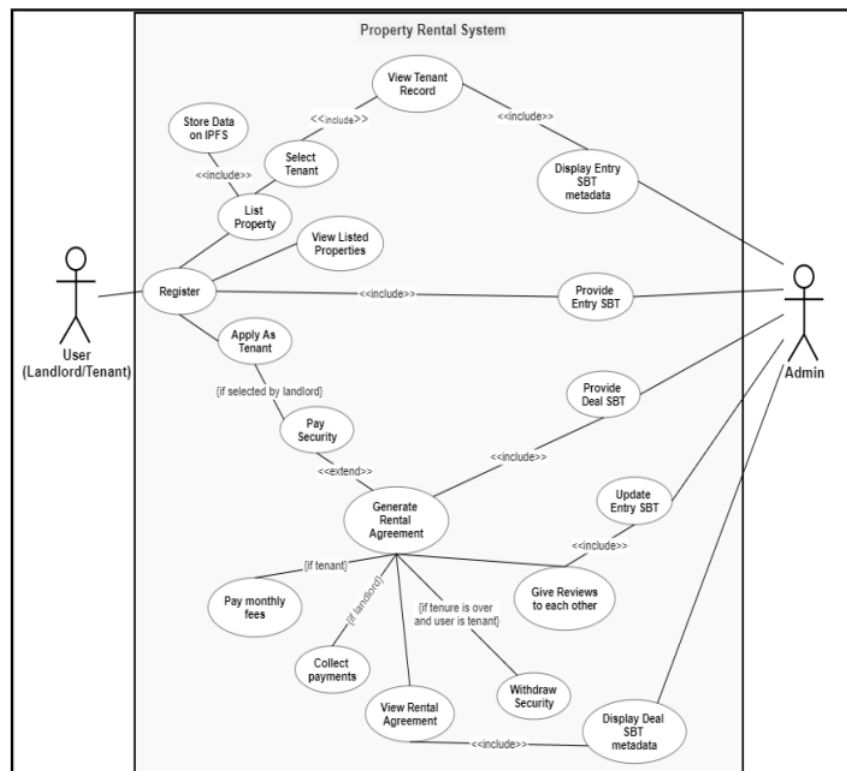 Property Rental System
View Tenant
Record
Store Data
on IPFS
<<include>>
<<include>>
Select
Tenant
<<include>>
Display Entry
SBT
metadata
List
Property
View Listed
Properties
Register
<<include>>
Provide
Entry SBT
User
(Landlord/Tenant)
Admin
Apply As
Tenant
{if selected by landlord}
Provide
Deal SBT
Pay
Security
<<include>>
<<extend>>
Generate
Rental
Agreement
Update
Entry SBT
<<include>>
{if tenant}
Pay monthly
fees
{if landlord}
{if tenure is over
and user is tenant}
Give Reviews
to each other
Collect
payments
View Rental
Agreement
Withdraw
Security
<<include>>
Display Deal
SBT
metadata